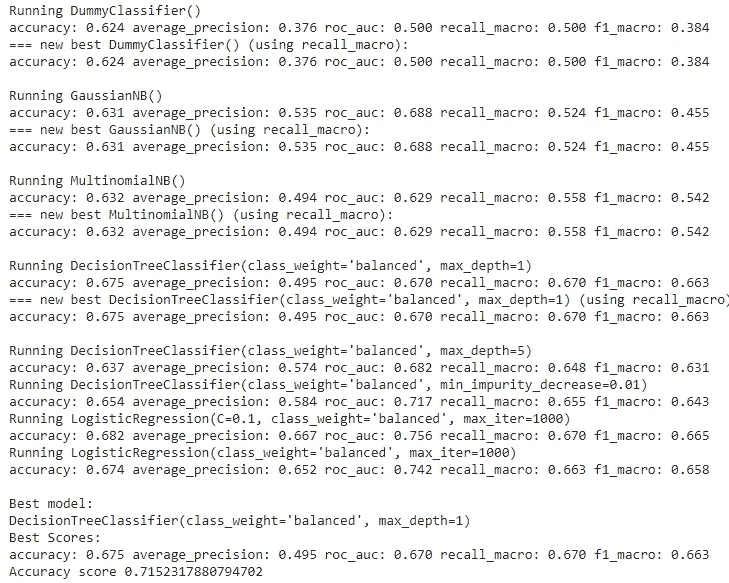 Running DummyClassifier()
accuracy: 0.624 average_precision: 0.376 roc_auc: 0.500 recall_macro: 0.500 f1_macro: 0.384
=== new best DummyClassifier() (using recall_macro):
accuracy: 0.624 average_precision: 0.376 roc_auc: 0.500 recall_macro: 0.500 f1_macro: 0.384

Running GaussianNB()
accuracy: 0.631 average_precision: 0.535 roc_auc: 0.688 recall_macro: 0.524 f1_macro: 0.455
=== new best GaussianNB() (using recall_macro):
accuracy: 0.631 average_precision: 0.535 roc_auc: 0.688 recall_macro: 0.524 f1_macro: 0.455

Running MultinomialNB()
accuracy: 0.632 average_precision: 0.494 roc_auc: 0.629 recall_macro: 0.558 f1_macro: 0.542
=== new best MultinomialNB() (using recall_macro):
accuracy: 0.632 average_precision: 0.494 roc_auc: 0.629 recall_macro: 0.558 f1_macro: 0.542

Running DecisionTreeClassifier(class_weight='balanced', max_depth=1)
accuracy: 0.675 average_precision: 0.495 roc_auc: 0.670 recall_macro: 0.670 f1_macro: 0.663
=== new best DecisionTreeClassifier(class_weight='balanced', max_depth=1) (using recall_macro)
accuracy: 0.675 average_precision: 0.495 roc_auc: 0.670 recall_macro: 0.670 f1_macro: 0.663

Running DecisionTreeClassifier(class_weight='balanced', max_depth=5)
accuracy: 0.637 average_precision: 0.574 roc_auc: 0.682 recall_macro: 0.648 f1_macro: 0.631
Running DecisionTreeClassifier(class_weight='balanced', min_impurity_decrease=0.01)
accuracy: 0.654 average_precision: 0.584 roc_auc: 0.717 recall_macro: 0.655 f1_macro: 0.643
Running LogisticRegression(C=0.1, class_weight='balanced', max_iter=1000)
accuracy: 0.682 average_precision: 0.667 roc_auc: 0.756 recall_macro: 0.670 f1_macro: 0.665
Running LogisticRegression(class_weight='balanced', max_iter=1000)
accuracy: 0.674 average_precision: 0.652 roc_auc: 0.742 recall_macro: 0.663 f1_macro: 0.658

Best model:
DecisionTreeClassifier(class_weight='balanced', max_depth=1)
Best Scores:
accuracy: 0.675 average_precision: 0.495 roc_auc: 0.670 recall_macro: 0.670 f1_macro: 0.663
Accuracy score 0.7152317880794702